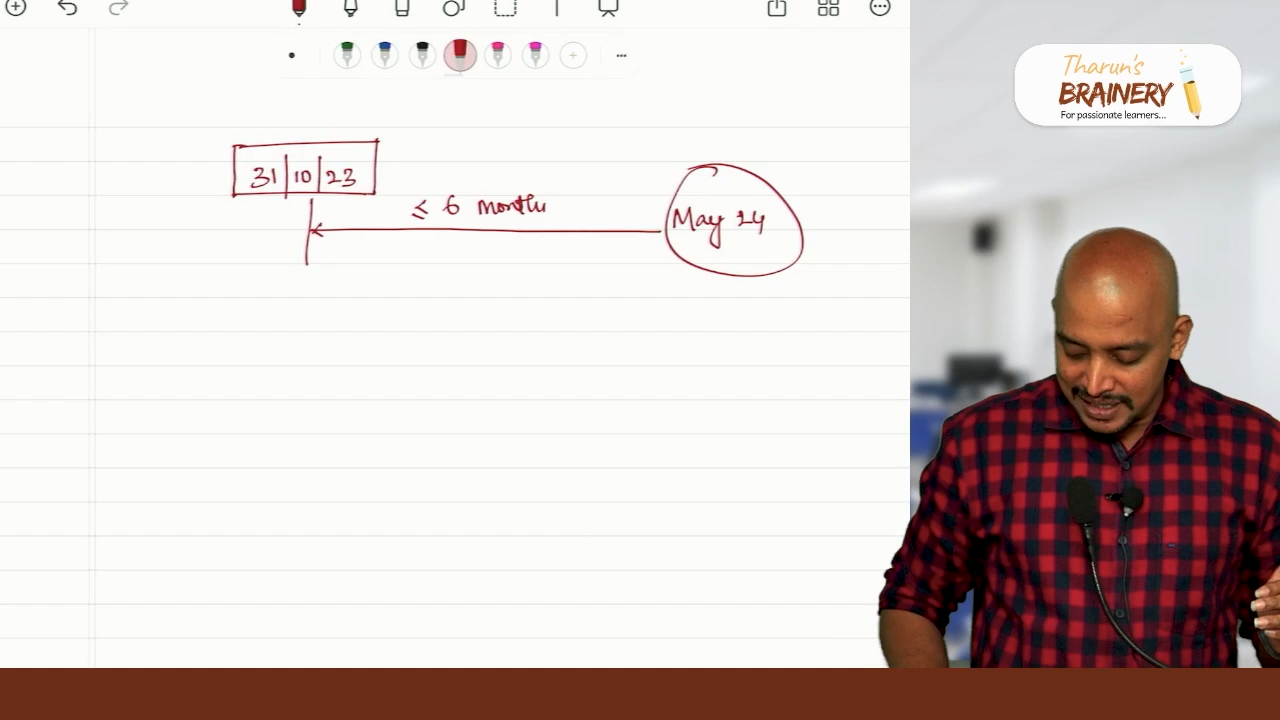 Tharun's
BRAINERY
For passionate learners...
31|10|23
≤ 6 months
May 24